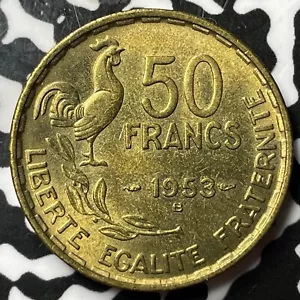 50
FRANCS
1953
B
LIBERTE EGALITE FRATERNITE